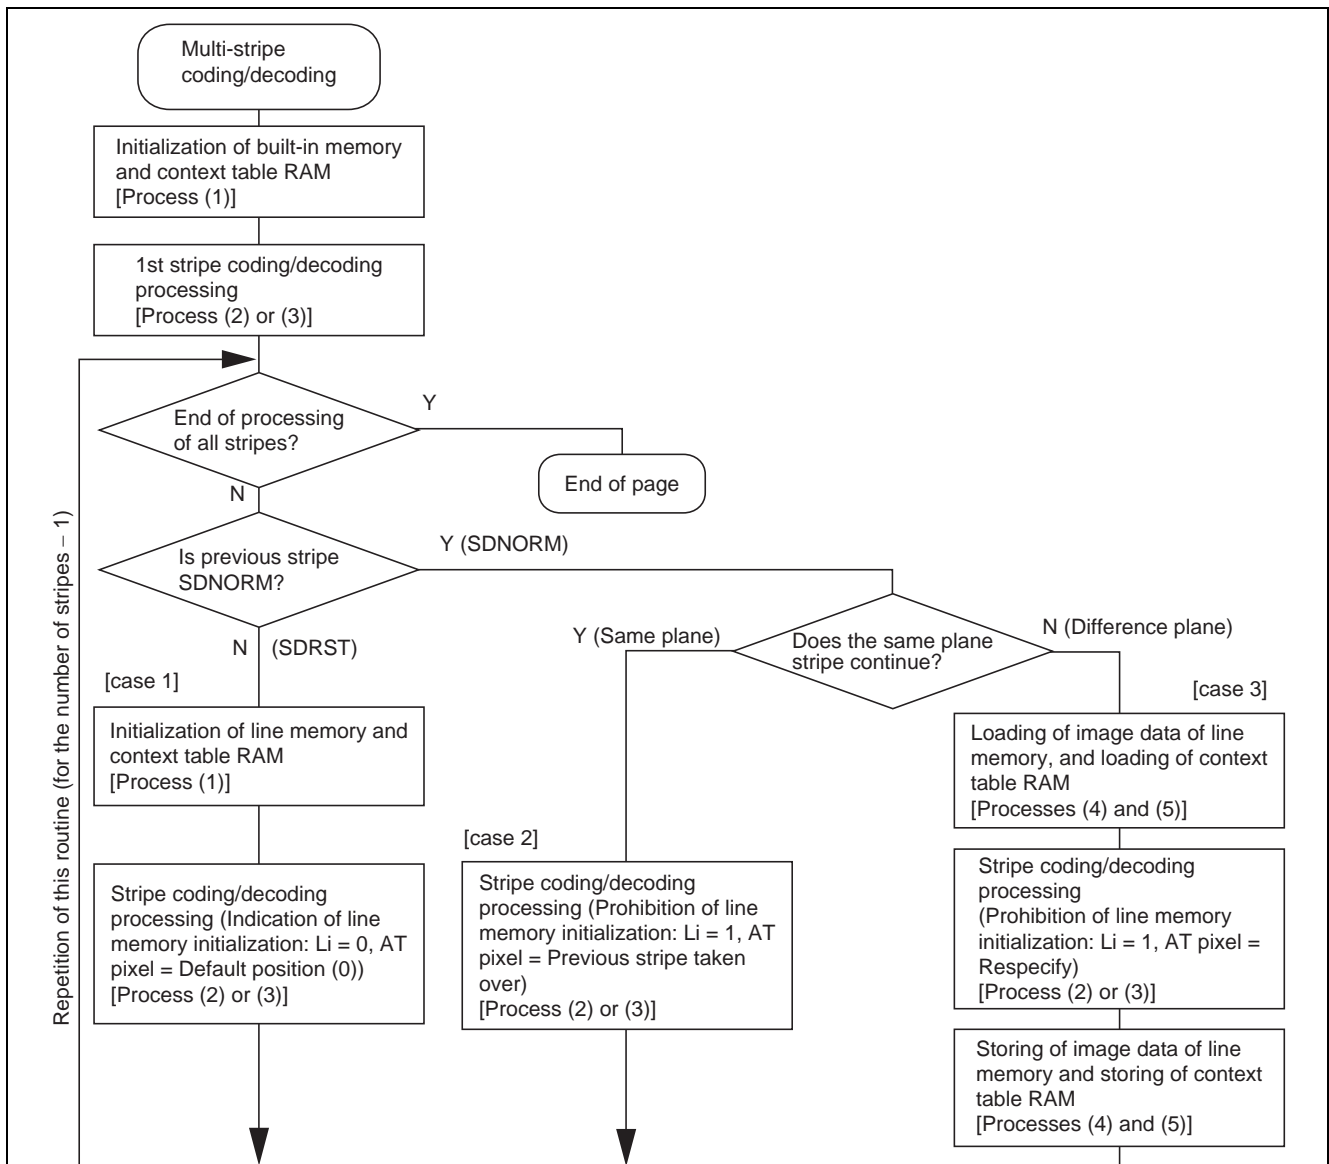 Multi-stripe
coding/decoding
Initialization of built-in memory
and context table RAM
[Process (1)]
1st stripe coding/decoding
processing
[Process (2) or (3)]
End of processing
of all stripes?
Y
End of page
N
Is previous stripe
SDNORM?
Y (SDNORM)
N (SDRST)
Does the same plane
stripe continue?
Y (Same plane)
N (Difference plane)
Repetition of this routine (for the number of stripes – 1)
[case 1]
Initialization of line memory and
context table RAM
[Process (1)]
Stripe coding/decoding
processing (Indication of line
memory initialization: Li = 0, AT
pixel = Default position (0))
[Process (2) or (3)]
[case 2]
Stripe coding/decoding
processing (Prohibition of line
memory initialization: Li = 1, AT
pixel = Previous stripe taken
over)
[Process (2) or (3)]
[case 3]
Loading of image data of line
memory, and loading of context
table RAM
[Processes (4) and (5)]
Stripe coding/decoding
processing
(Prohibition of line memory
initialization: Li = 1, AT pixel =
Respecify)
[Process (2) or (3)]
Storing of image data of line
memory and storing of context
table RAM
[Processes (4) and (5)]